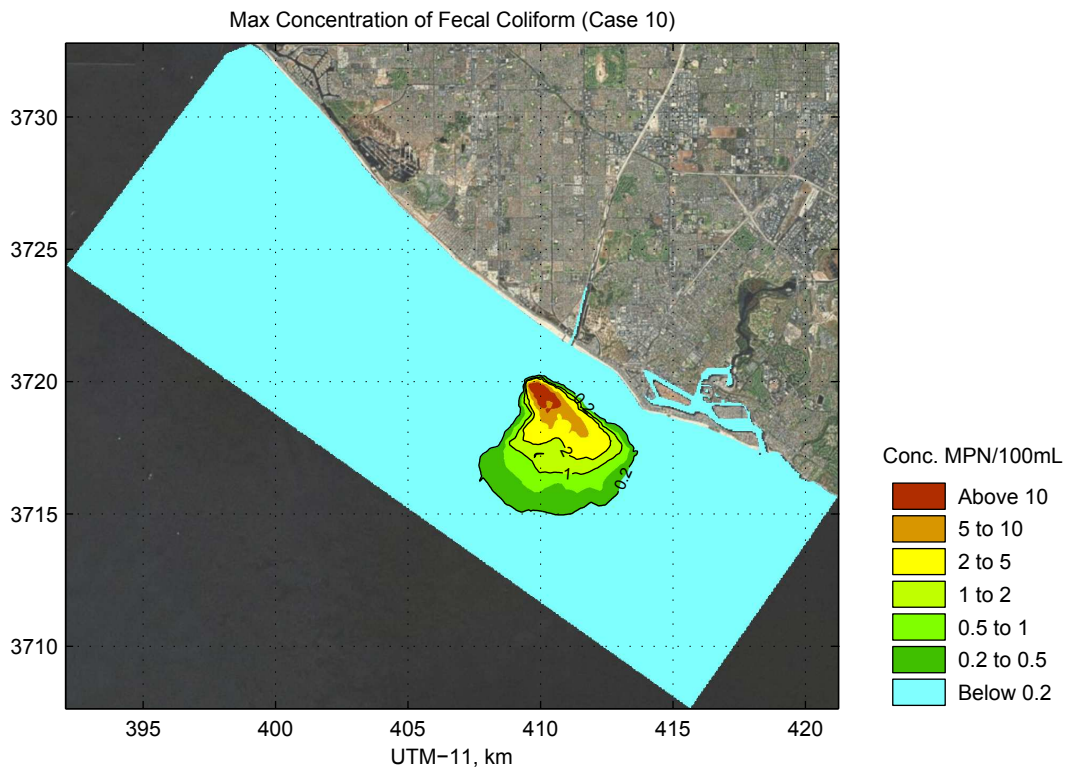 Max Concentration of Fecal Coliform (Case 10)
3730
3725
3720
3715
3710
395
400
405
410
415
420
UTM−11, km
0.2
2
1
1
0.2
Conc. MPN/100mL
Above 10
5 to 10
2 to 5
1 to 2
0.5 to 1
0.2 to 0.5
Below 0.2